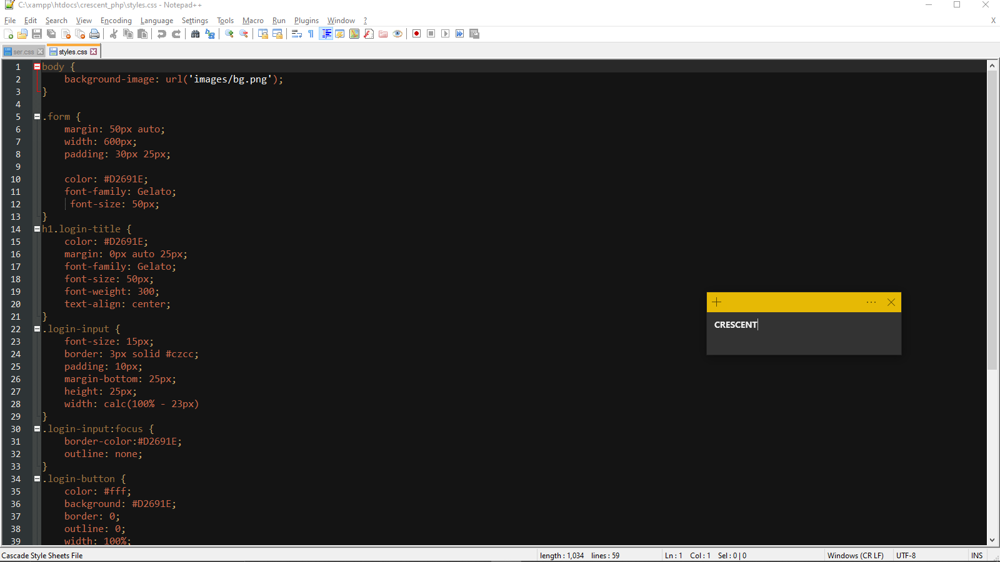 C:\xampp\htdocs\crescent_php\styles.css - Notepad++
File Edit Search View Encoding Language Settings Tools Macro Run Plugins Window ? X
ser.css styles.css
1 body {
2 background-image: url('images/bg.png');
3 }
4
5 .form {
6 margin: 50px auto;
7 width: 600px;
8 padding: 30px 25px;
9
10 color: #D2691E;
11 font-family: Gelato;
12 font-size: 50px;
13 }
14 h1.login-title {
15 color: #D2691E;
16 margin: 0px auto 25px;
17 font-family: Gelato;
18 font-size: 50px;
19 font-weight: 300;
20 text-align: center;
21 }
22 .login-input {
23 font-size: 15px;
24 border: 3px solid #czcc;
25 padding: 10px;
26 margin-bottom: 25px;
27 height: 25px;
28 width: calc(100% - 23px)
29 }
30 .login-input:focus {
31 border-color:#D2691E;
32 outline: none;
33 }
34 .login-button {
35 color: #fff;
36 background: #D2691E;
37 border: 0;
38 outline: 0;
39 width: 100%;
CRESCENT
Cascade Style Sheets File length : 1,034 lines : 59 Ln : 1 Col : 1 Sel : 0 | 0 Windows (CR LF) UTF-8 INS